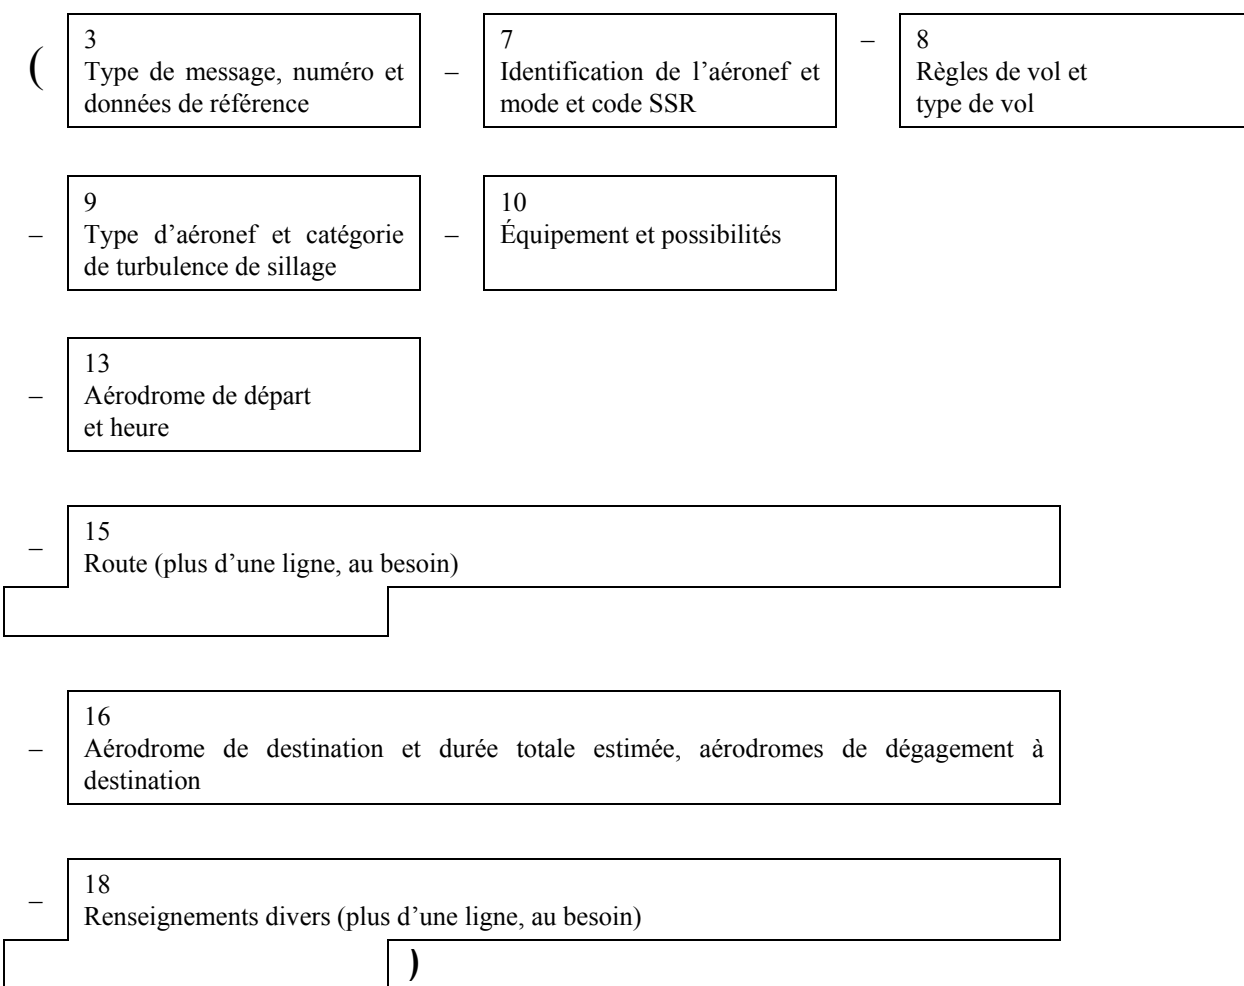 ( 3 – 7 – 8
Type de message, numéro et Identification de l’aéronef et Règles de vol et
données de référence mode et code SSR type de vol
9 10
– Type d’aéronef et catégorie – Équipement et possibilités
de turbulence de sillage
13
– Aérodrome de départ
et heure
15
– Route (plus d’une ligne, au besoin)
16
– Aérodrome de destination et durée totale estimée, aérodromes de dégagement à
destination
18
– Renseignements divers (plus d’une ligne, au besoin)
)